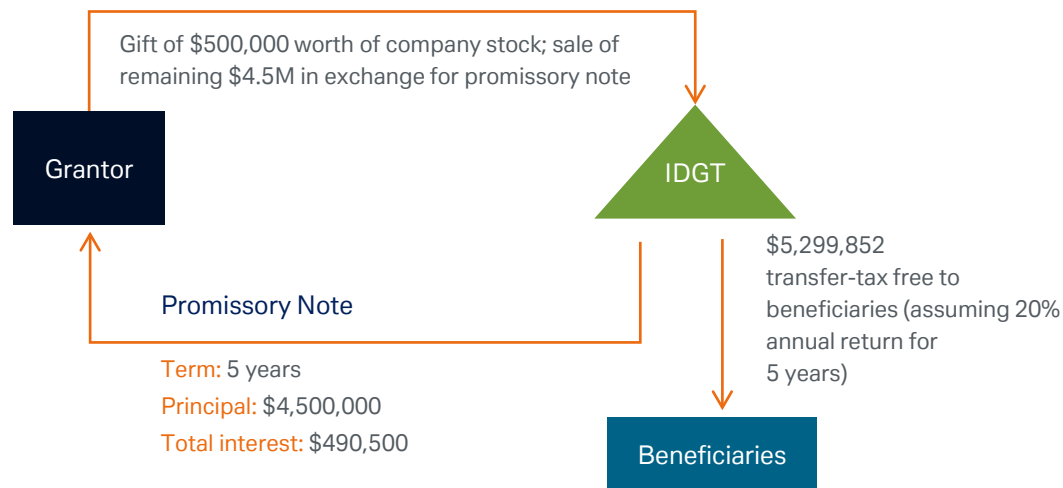 Gift of $500,000 worth of company stock; sale of
remaining $4.5M in exchange for promissory note
Grantor
IDGT
$5,299,852
transfer-tax free to
beneficiaries (assuming 20%
annual return for
5 years)
Promissory Note
Term: 5 years
Principal: $4,500,000
Total interest: $490,500
Beneficiaries